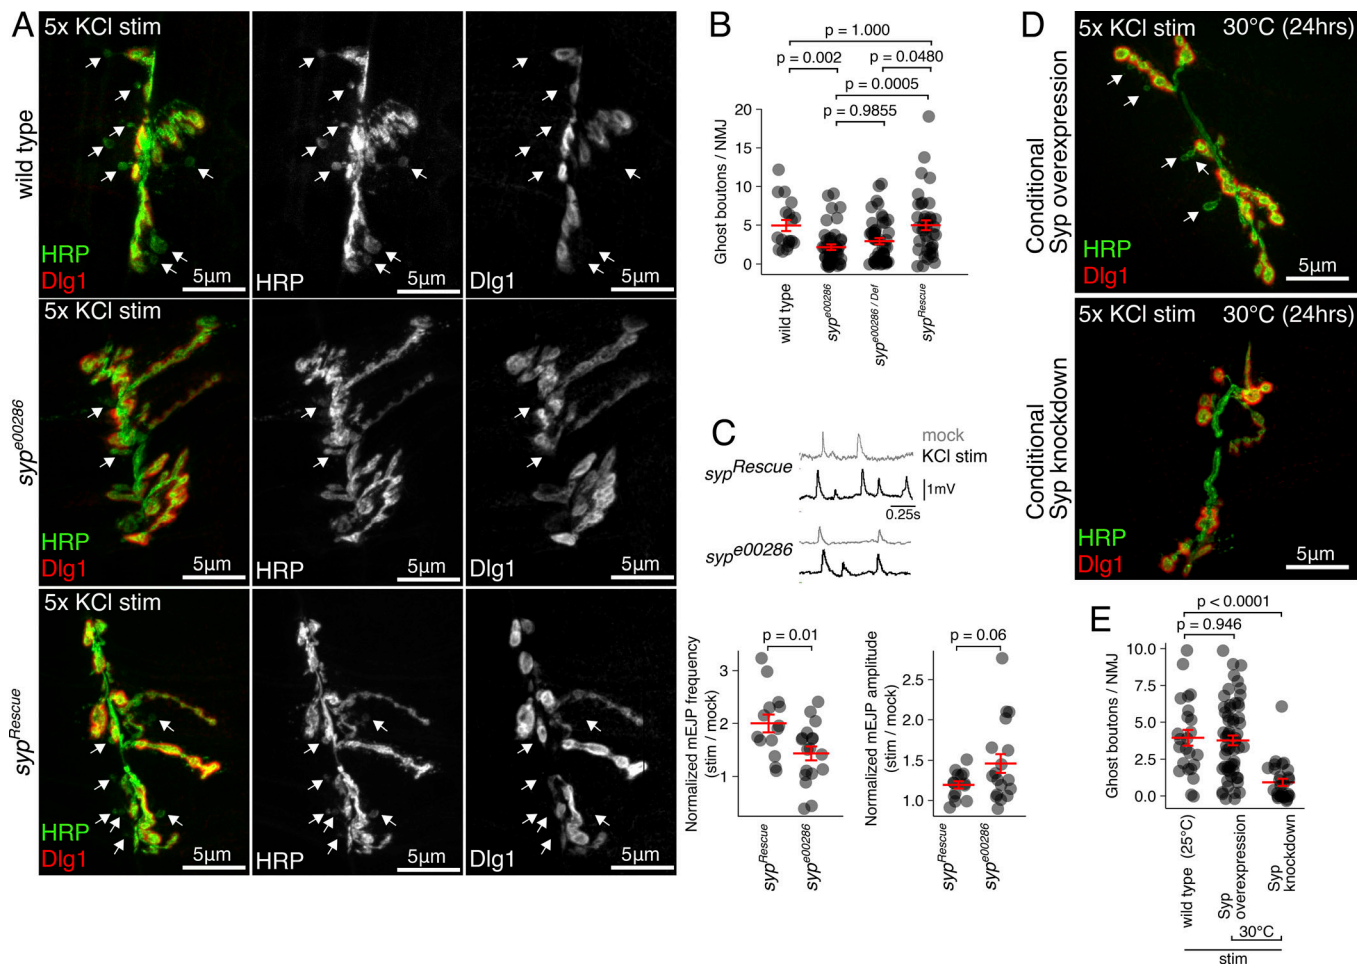 A
5x KCl stim
wild type
HRP
Dlg1
5µm
HRP
5µm
Dlg1
5µm
5x KCl stim
syp^e00286
HRP
Dlg1
5µm
HRP
5µm
Dlg1
5µm
5x KCl stim
syp^Rescue
HRP
Dlg1
5µm
HRP
5µm
Dlg1
5µm
B
p = 1.000
p = 0.002
p = 0.0480
p = 0.0005
p = 0.9855
Ghost boutons / NMJ
20
15
10
5
0
wild type
syp^e00286
syp^e00286 / Def
syp^Rescue
C
syp^Rescue
mock
KCl stim
1mV
0.25s
syp^e00286
p = 0.01
Normalized mEJP frequency
(stim / mock)
3
2
1
syp^Rescue
syp^e00286
p = 0.06
Normalized mEJP amplitude
(stim / mock)
2.5
2.0
1.5
1.0
syp^Rescue
syp^e00286
D
5x KCl stim
30°C (24hrs)
Conditional
Syp overexpression
HRP
Dlg1
5µm
5x KCl stim
30°C (24hrs)
Conditional
Syp knockdown
HRP
Dlg1
5µm
E
p < 0.0001
p = 0.946
Ghost boutons / NMJ
10.0
7.5
5.0
2.5
0.0
wild type (25°C)
Syp
overexpression
Syp
knockdown
30°C
stim